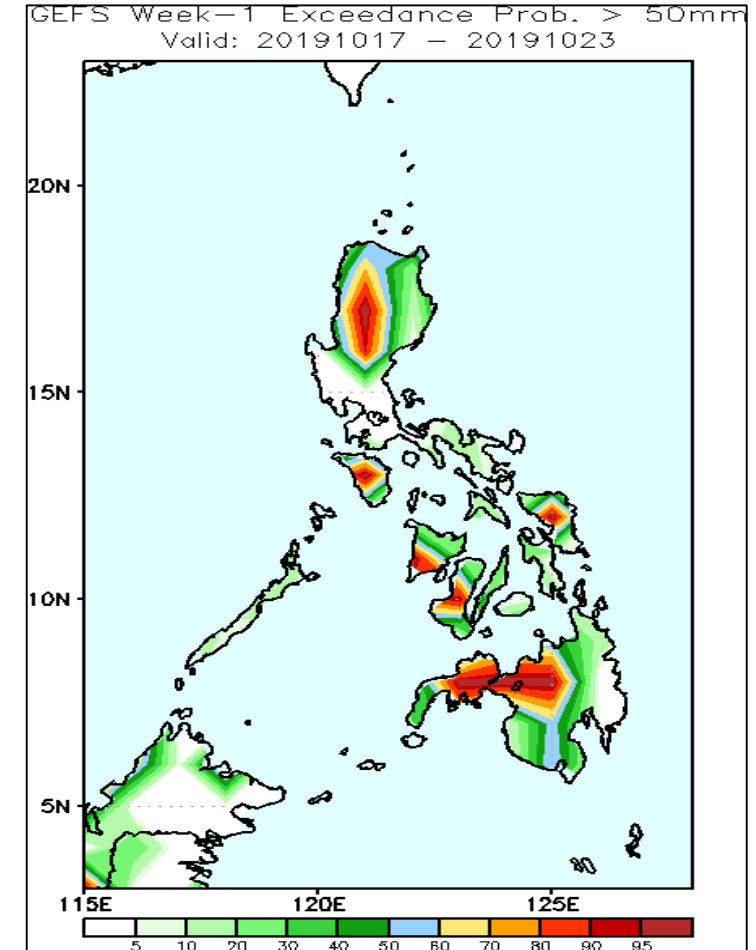 GEFS Week-1 Exceedance Prob. > 50mm
Valid: 20191017 - 20191023
20N
15N
10N
5N
115E 120E 125E
5 10 20 30 40 50 60 70 80 90 95